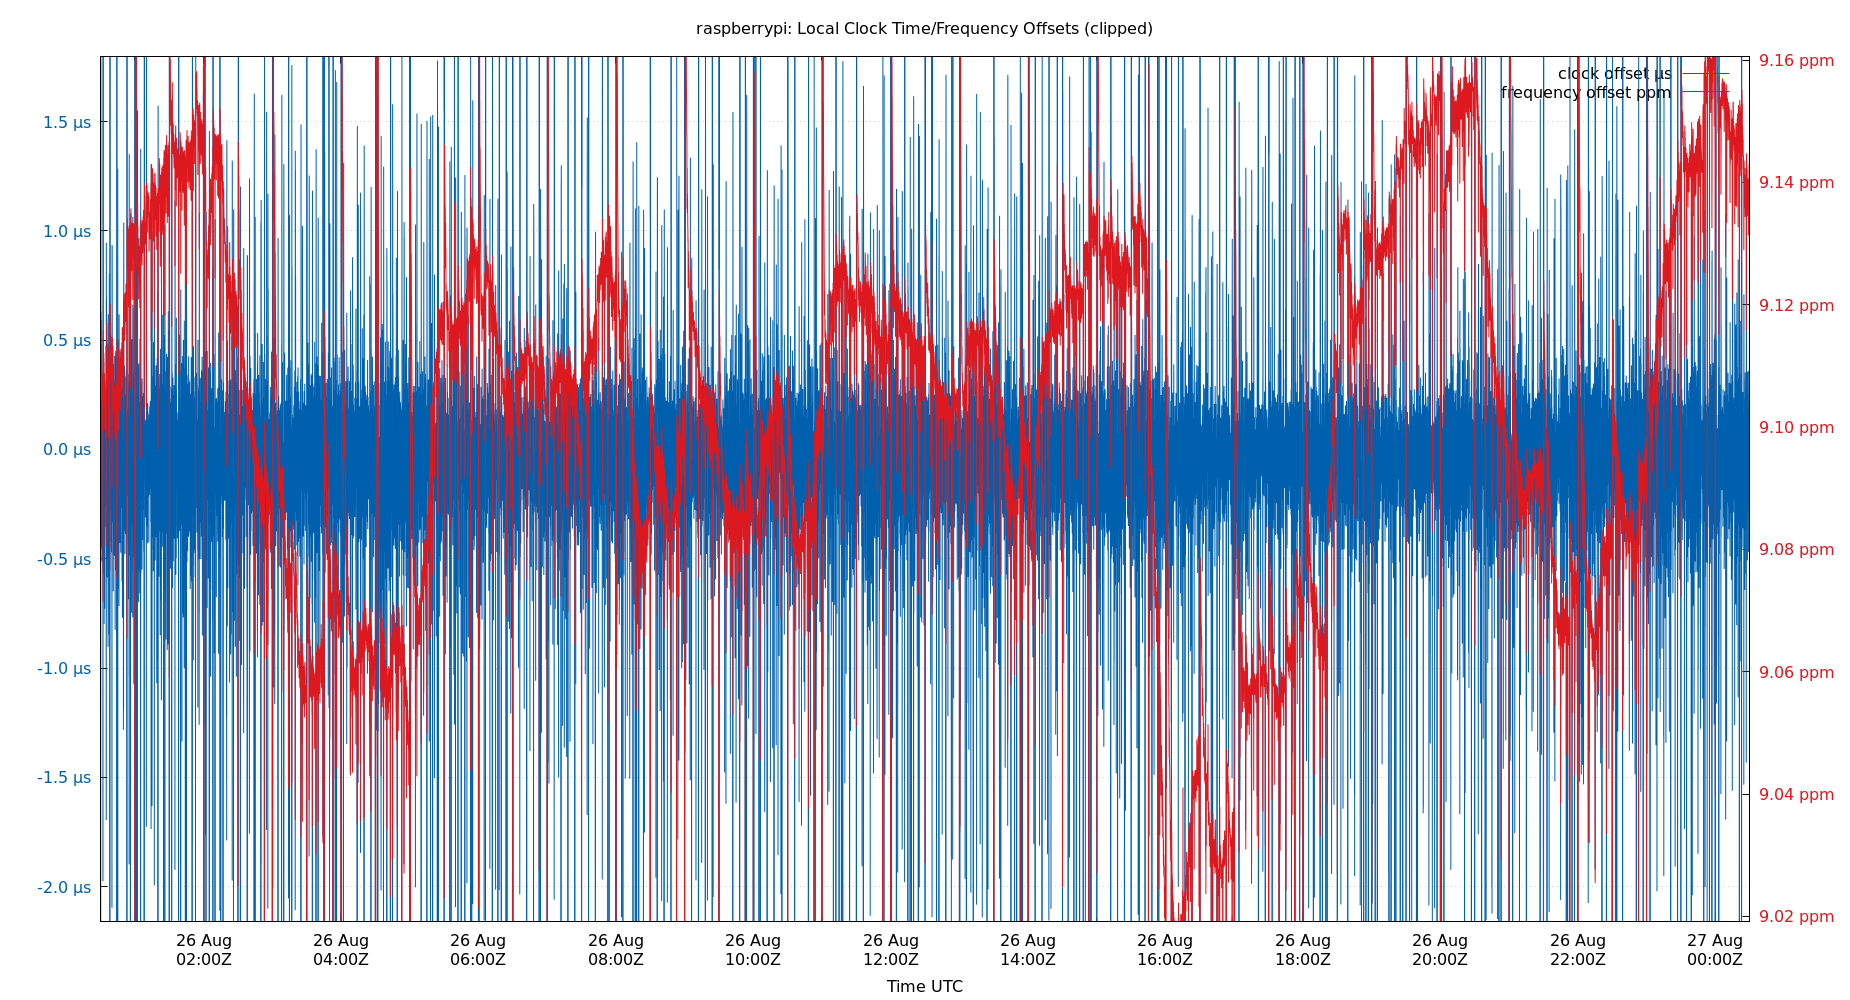 raspberrypi: Local Clock Time/Frequency Offsets (clipped)
clock offset µs
frequency offset ppm
1.5 µs
1.0 µs
0.5 µs
0.0 µs
-0.5 µs
-1.0 µs
-1.5 µs
-2.0 µs
9.16 ppm
9.14 ppm
9.12 ppm
9.10 ppm
9.08 ppm
9.06 ppm
9.04 ppm
9.02 ppm
26 Aug 26 Aug 26 Aug 26 Aug 26 Aug 26 Aug 26 Aug 26 Aug 26 Aug 26 Aug 26 Aug 27 Aug
02:00Z 04:00Z 06:00Z 08:00Z 10:00Z 12:00Z 14:00Z 16:00Z 18:00Z 20:00Z 22:00Z 00:00Z
Time UTC